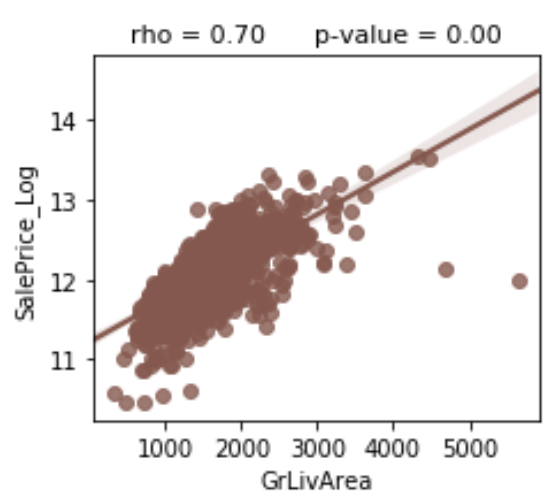 rho = 0.70 p-value = 0.00
14
13
12
11
SalePrice_Log
1000 2000 3000 4000 5000
GrLivArea